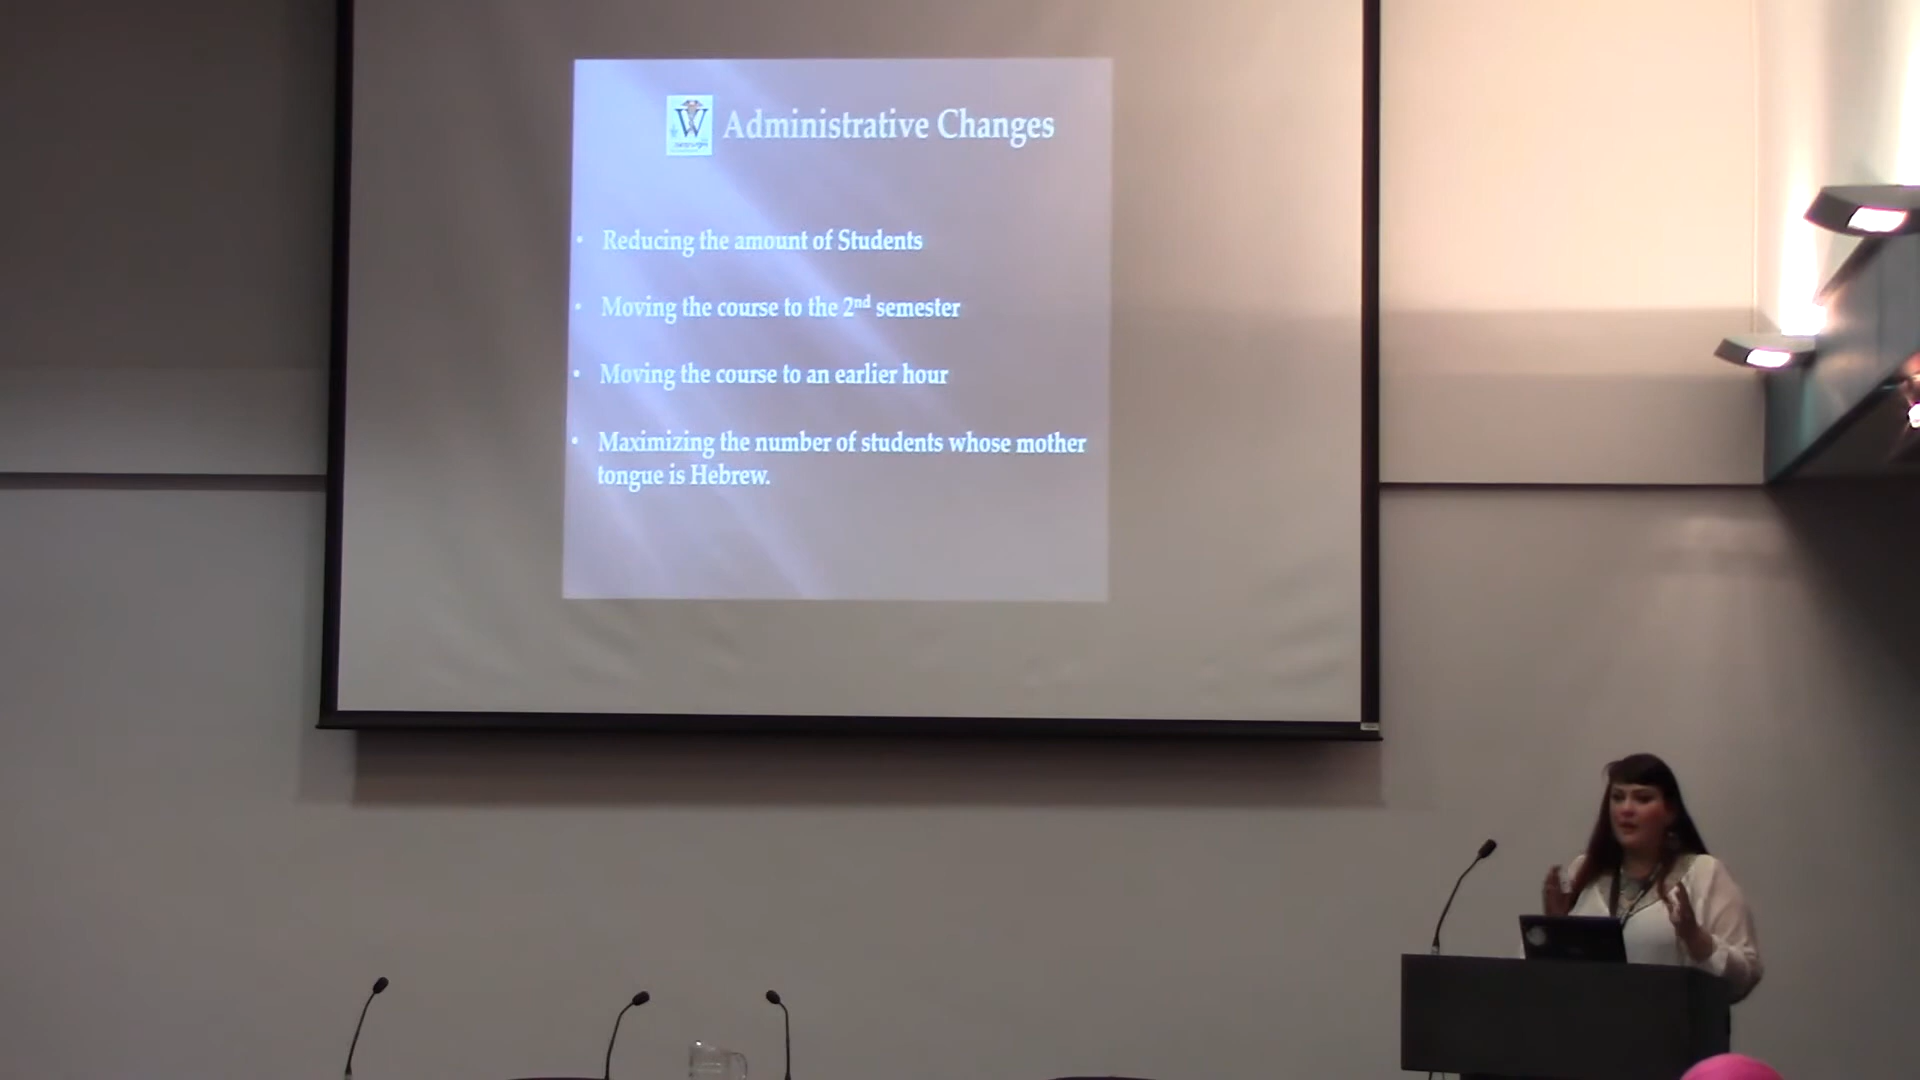 W
Administrative Changes
• Reducing the amount of Students
• Moving the course to the 2nd semester
• Moving the course to an earlier hour
• Maximizing the number of students whose mother
tongue is Hebrew.